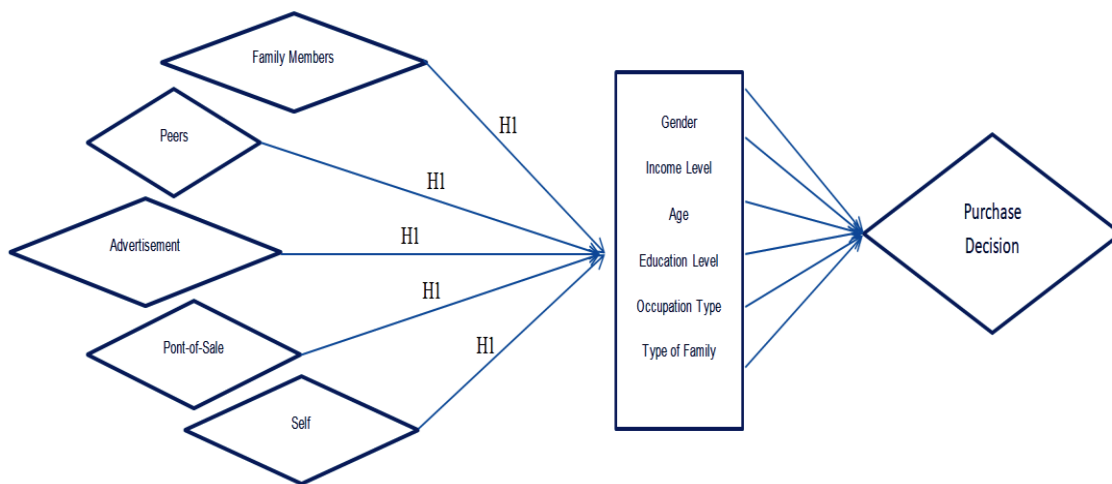 Family Members
H1
Peers
H1
Advertisement
H1
Pont-of-Sale
H1
Self
H1
Gender
Income Level
Age
Education Level
Occupation Type
Type of Family
Purchase
Decision